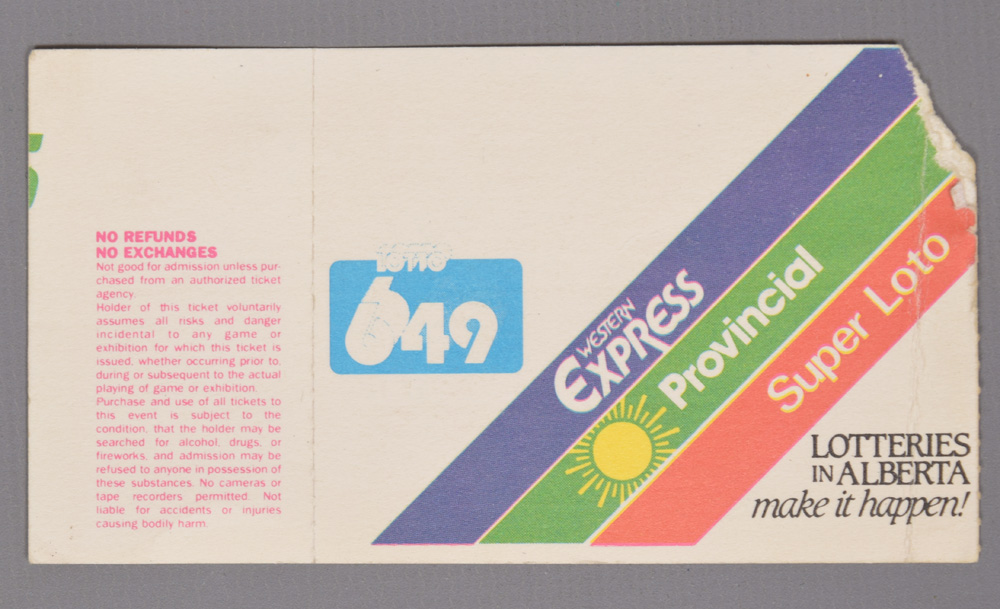 NO REFUNDS
NO EXCHANGES
Not good for admission unless pur-
chased from an authorized ticket
agency.
Holder of this ticket voluntarily
assumes all risks and danger
incidental to any game or
exhibition for which this ticket is
issued, whether occurring prior to,
during or subsequent to the actual
playing of game or exhibition.
Purchase and use of all tickets to
this event is subject to the
condition, that the holder may be
searched for alcohol, drugs, or
fireworks, and admission may be
refused to anyone in possession of
these substances. No cameras or
tape recorders permitted. Not
liable for accidents or injuries
causing bodily harm.
LOTTO
6/49
WESTERN
EXPRESS
Provincial
Super Loto
LOTTERIES
IN ALBERTA
make it happen!